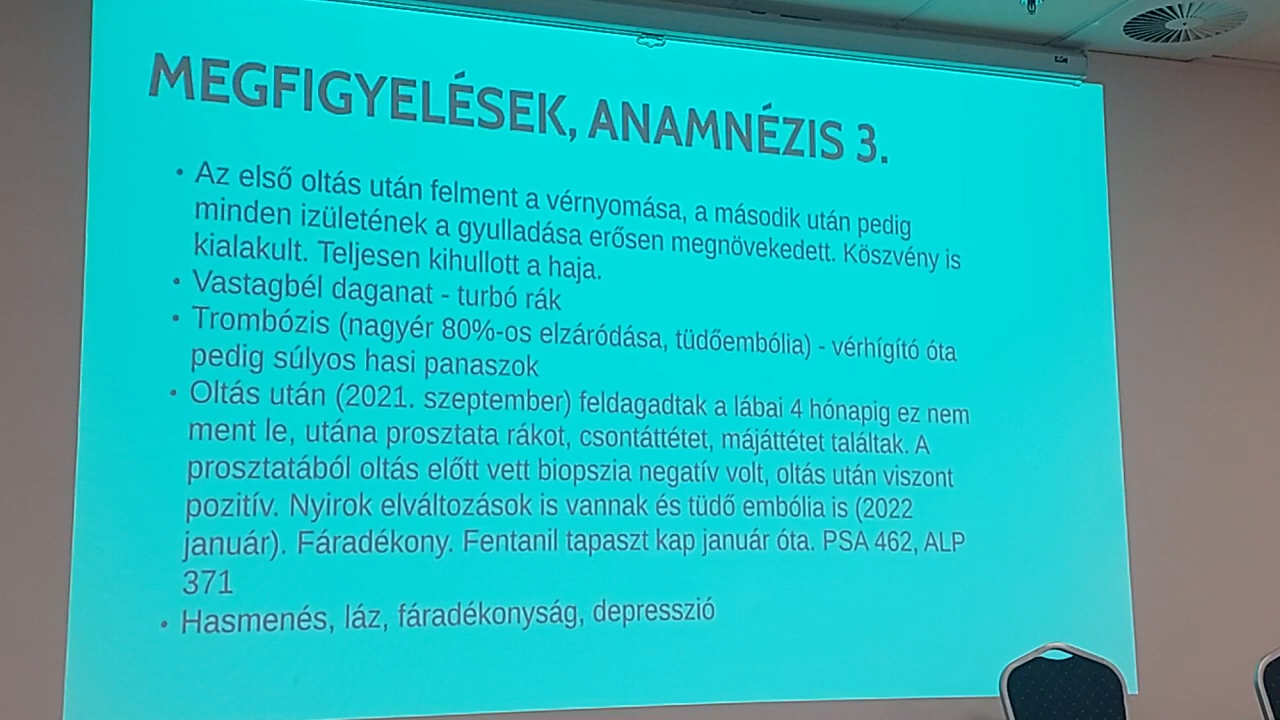 MEGFIGYELÉSEK, ANAMNÉZIS 3.
• Az első oltás után felment a vérnyomása, a második után pedig
minden izületének a gyulladása erősen megnövekedett. Köszvény is
kialakult. Teljesen kihullott a haja.
• Vastagbél daganat - turbó rák
• Trombózis (nagyér 80%-os elzáródása, tüdőembólia) - vérhígító óta
pedig súlyos hasi panaszok
• Oltás után (2021. szeptember) feldagadtak a lábai 4 hónapig ez nem
ment le, utána prosztata rákot, csontáttétet, májáttétet találtak. A
prosztatából oltás előtt vett biopszia negatív volt, oltás után viszont
pozitív. Nyirok elváltozások is vannak és tüdő embólia is (2022
január). Fáradékony. Fentanil tapaszt kap január óta. PSA 462, ALP
371
• Hasmenés, láz, fáradékonyság, depresszió